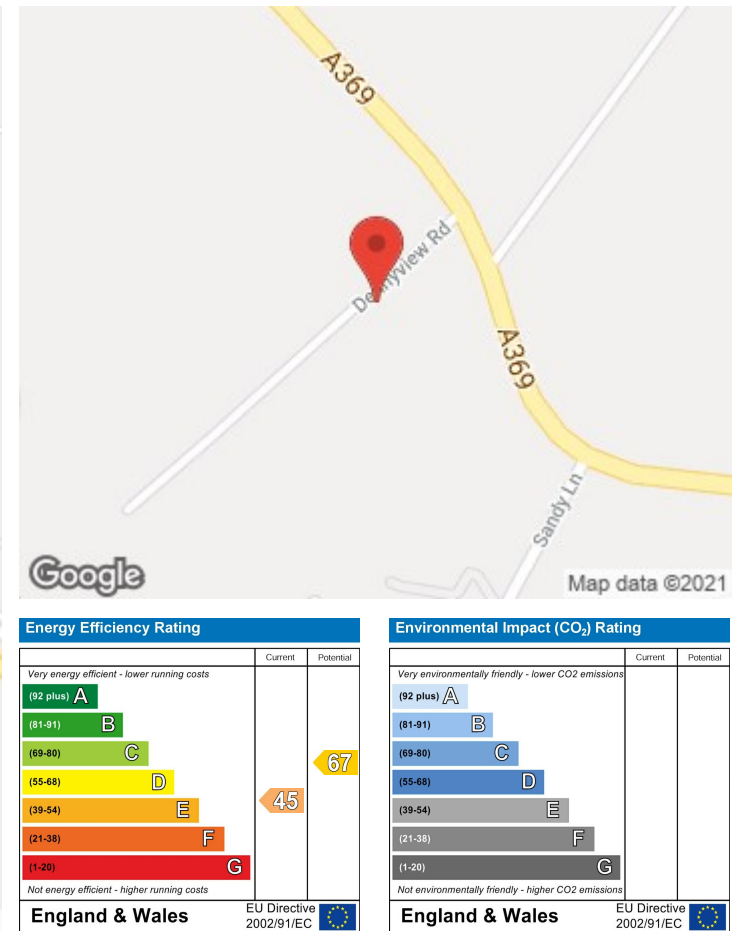 A369
Dennyview Rd
A369
Sandy Ln
Google
Map data ©2021
Energy Efficiency Rating
Current Potential
Very energy efficient - lower running costs
(92 plus) A
(81-91) B
(69-80) C
(55-68) D
(39-54) E
(21-38) F
(1-20) G
45
67
Not energy efficient - higher running costs
England & Wales
EU Directive
2002/91/EC
Environmental Impact (CO₂) Rating
Current Potential
Very environmentally friendly - lower CO2 emissions
(92 plus) A
(81-91) B
(69-80) C
(55-68) D
(39-54) E
(21-38) F
(1-20) G
Not environmentally friendly - higher CO2 emissions
England & Wales
EU Directive
2002/91/EC